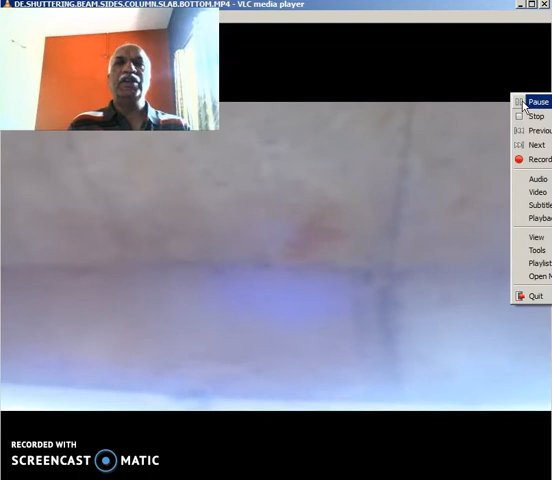 DE.SHUTTERING.BEAM.SIDES.COLUMN.SLAB.BOTTOM.MP4 - VLC media player
Pause
Stop
Previou
Next
Record
Audio
Video
Subtitle
Playba
View
Tools
Playlist
Open M
Quit
RECORDED WITH
SCREENCAST MATIC